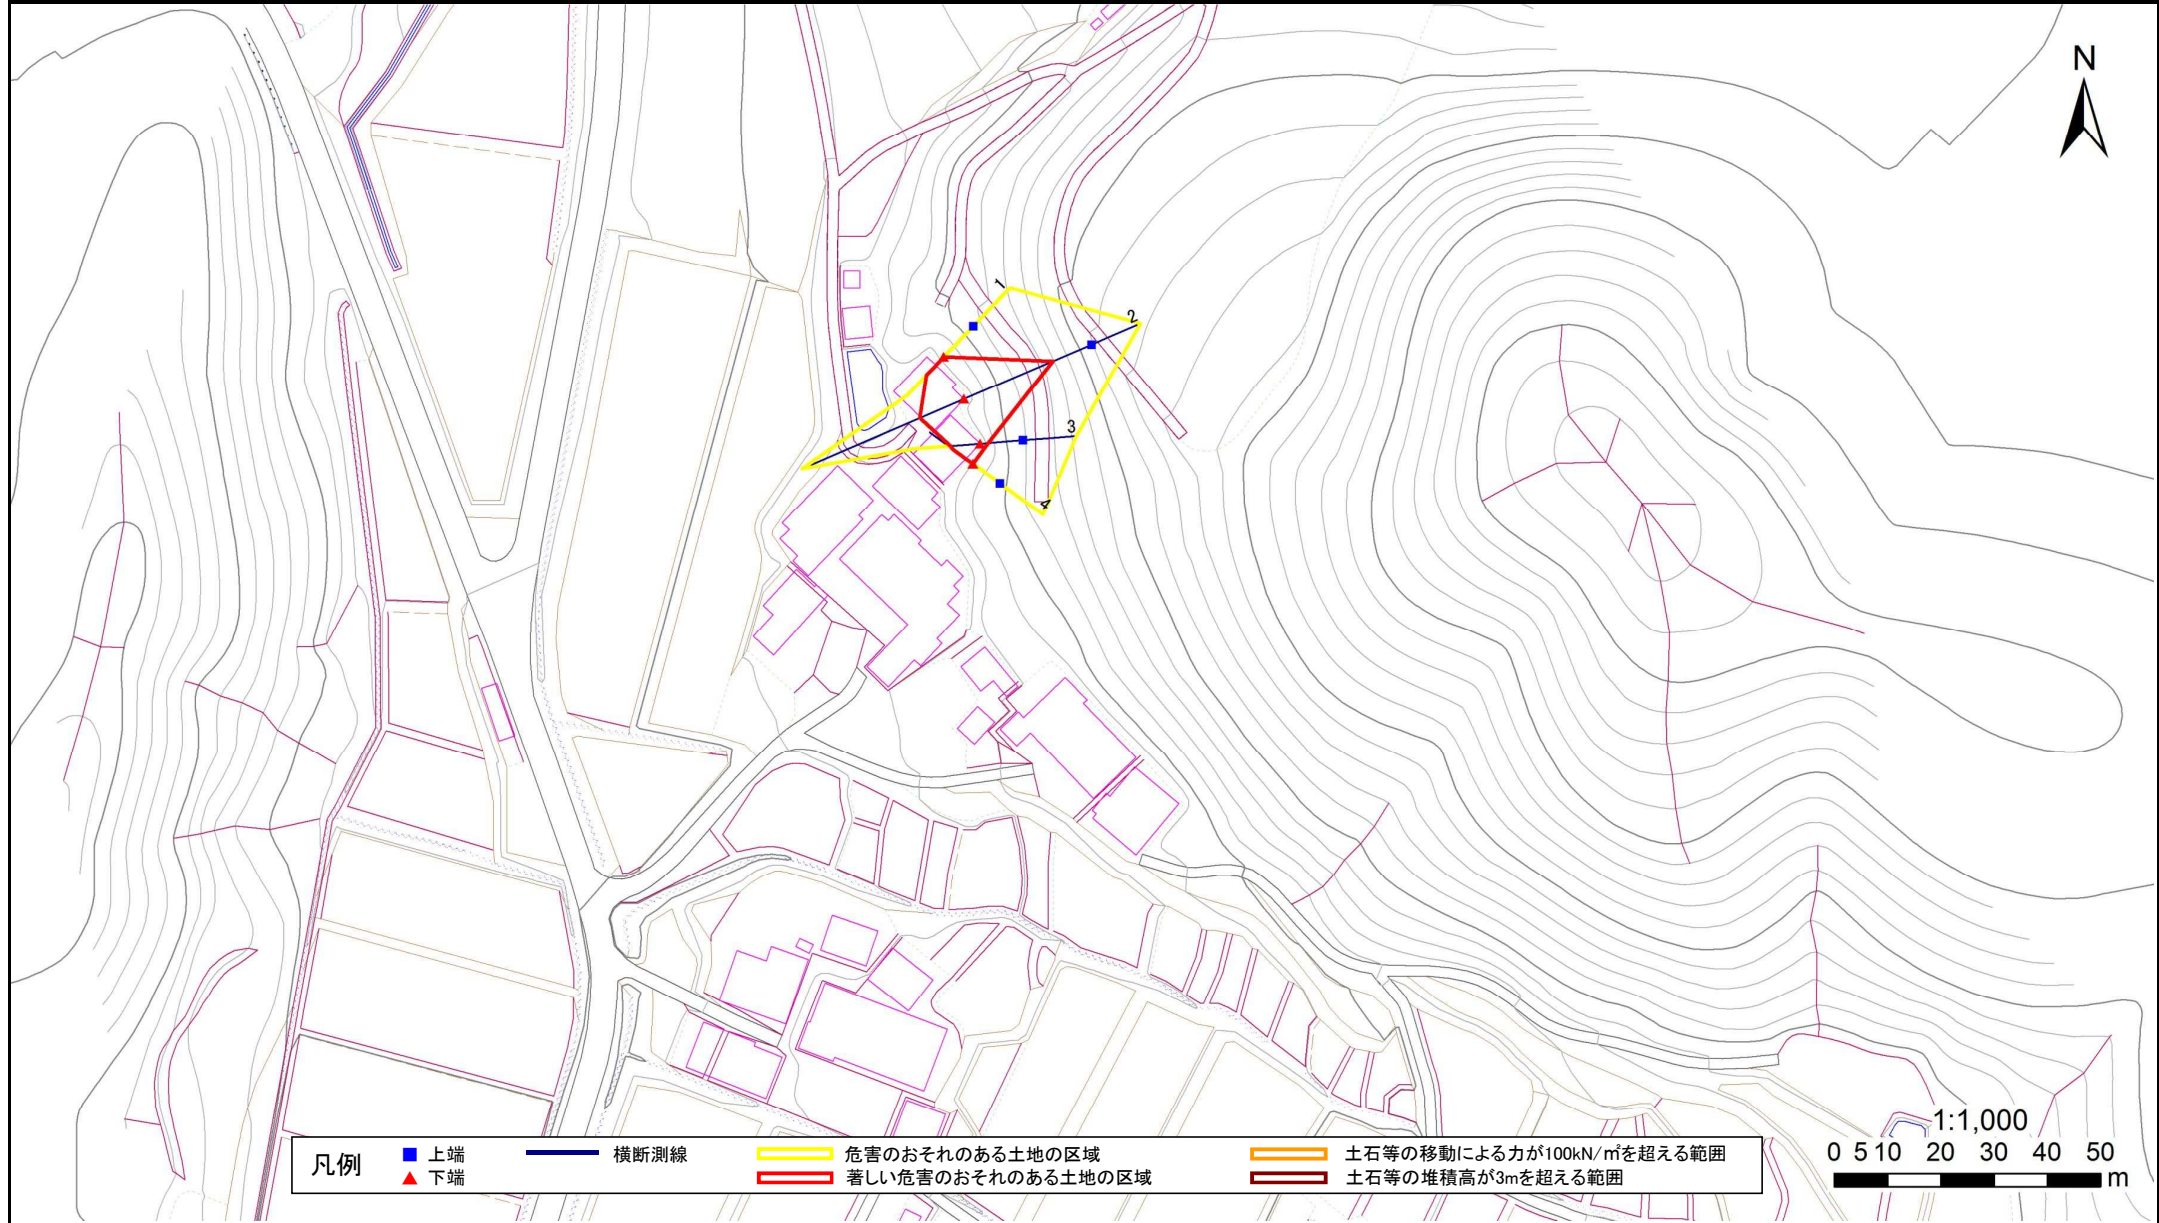 N
1
2
3
4
凡例
上端
下端
横断測線
危害のおそれのある土地の区域
著しい危害のおそれのある土地の区域
土石等の移動による力が100kN/㎡を超える範囲
土石等の堆積高が3mを超える範囲
1:1,000
0 5 10 20 30 40 50
m